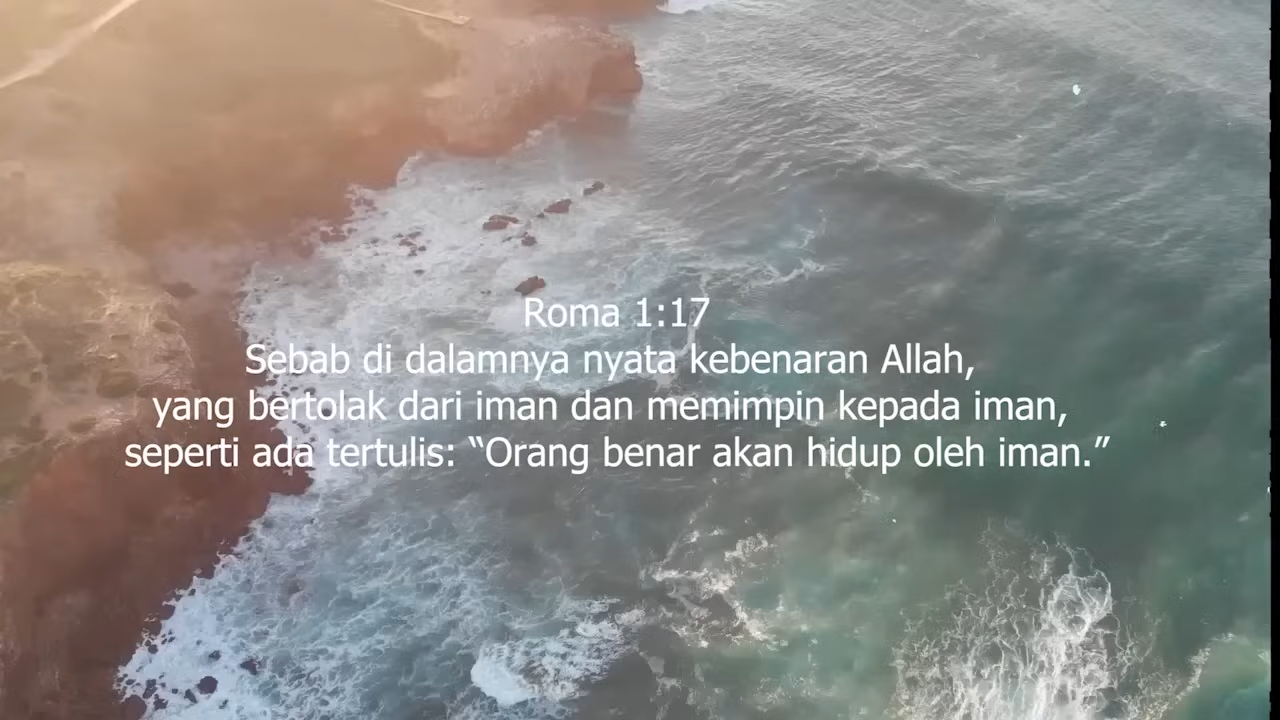 Roma 1:17
Sebab di dalamnya nyata kebenaran Allah,
yang bertolak dari iman dan memimpin kepada iman,
seperti ada tertulis: “Orang benar akan hidup oleh iman.”